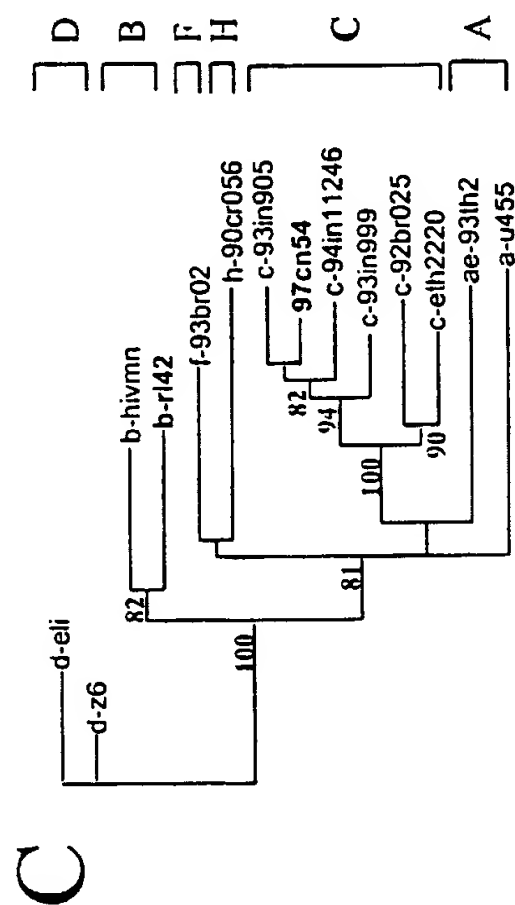 C
d-eli
d-z6
b-hivmn
b-rl42
f-93br02
h-90cr056
c-93in905
97cn54
c-94in11246
c-93in999
c-92br025
c-eth2220
ae-93th2
a-u455
100
82
81
100
94
82
90
D
B
F
H
C
A